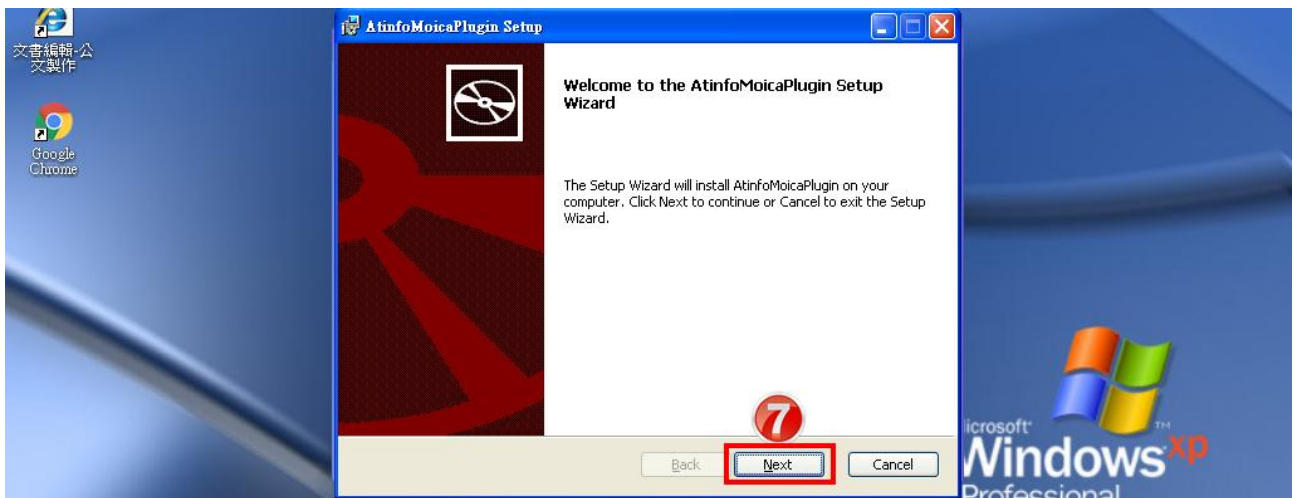 文書編輯-公
文製作
Google
Chrome
AtinfoMoicaPlugin Setup
Welcome to the AtinfoMoicaPlugin Setup
Wizard
The Setup Wizard will install AtinfoMoicaPlugin on your
computer. Click Next to continue or Cancel to exit the Setup
Wizard.
7
Back
Next
Cancel
icrosoft
TM
Windows xp
Professional